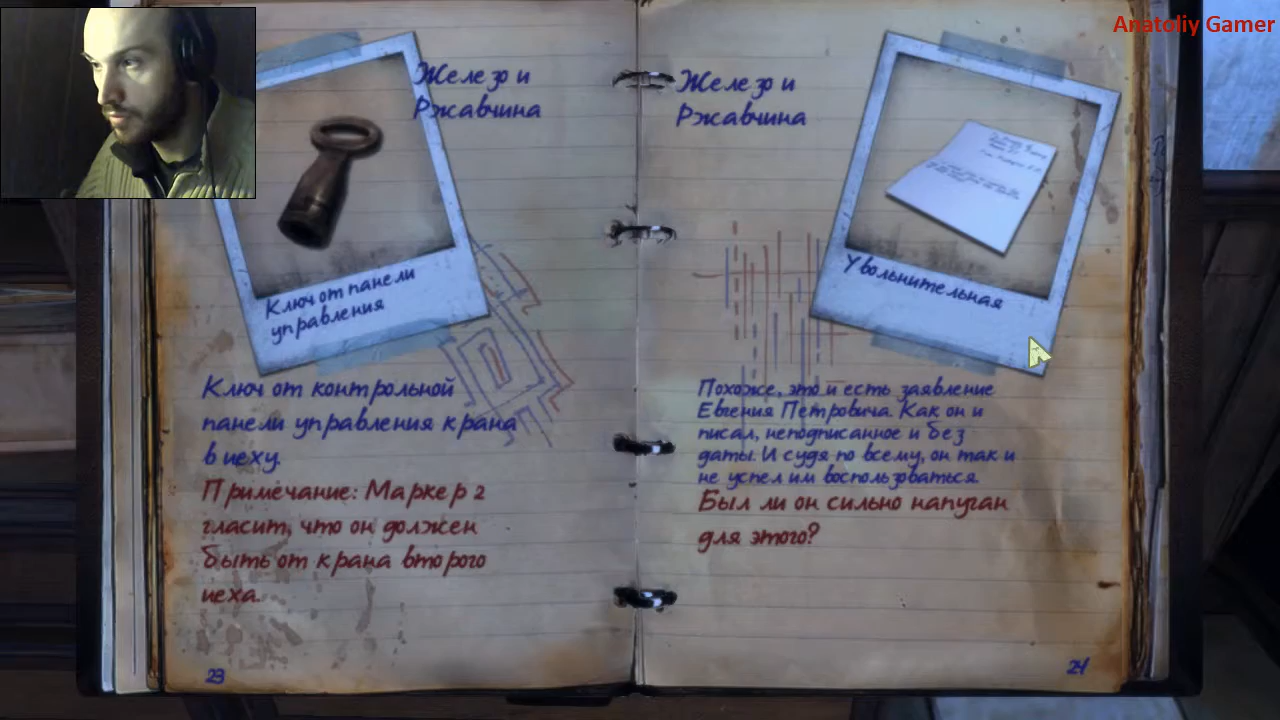 Anatoliy Gamer
Железо и
Ржавчина
Ключ от панели
управления
Ключ от контрольной
панели управления крана
в цеху.
Примечание: Маркер 2
гласит, что он должен
быть от крана второго
цеха.
23
Железо и
Ржавчина
Увольнительная
Похоже, это и есть заявление
Евгения Петровича. Как он и
писал, неподписанное и без
даты. И судя по всему, он так и
не успел им воспользоваться.
Был ли он сильно напуган
для этого?
24